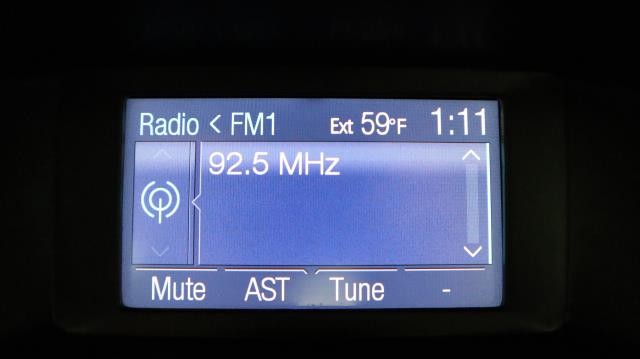 Radio < FM1 Ext 59°F 1:11
92.5 MHz
Mute AST Tune -